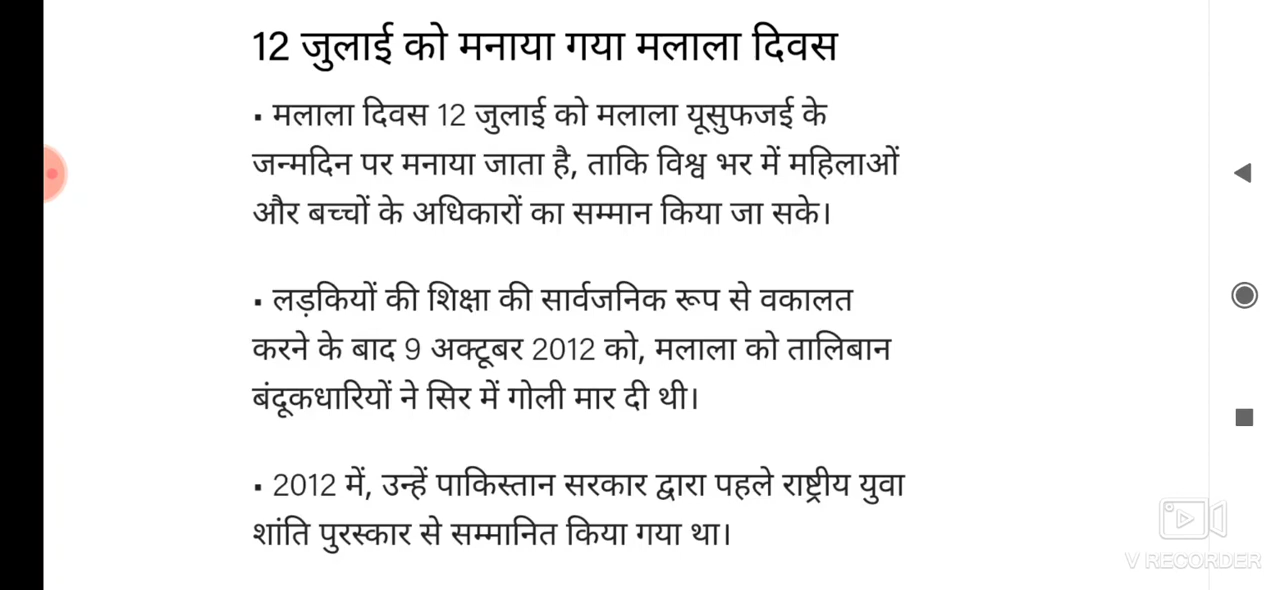 12 जुलाई को मनाया गया मलाला दिवस
▪ मलाला दिवस 12 जुलाई को मलाला यूसुफजई के
जन्मदिन पर मनाया जाता है, ताकि विश्व भर में महिलाओं
और बच्चों के अधिकारों का सम्मान किया जा सके।
▪ लड़कियों की शिक्षा की सार्वजनिक रूप से वकालत
करने के बाद 9 अक्टूबर 2012 को, मलाला को तालिबान
बंदूकधारियों ने सिर में गोली मार दी थी।
▪ 2012 में, उन्हें पाकिस्तान सरकार द्वारा पहले राष्ट्रीय युवा
शांति पुरस्कार से सम्मानित किया गया था।
V RECORDER